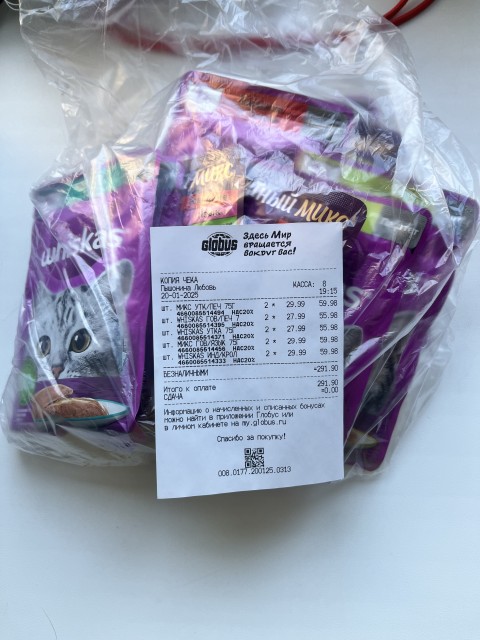 МИКС
НЫЙ МИКС
whiskas
GLOBUS
Здесь Мир
вращается
вокруг вас!
КОПИЯ ЧЕКА
КАССА: 8
20-01-2025 19:15
шт. МИКС УТК/ПЕЧ 75Г 2 * 29.99 59.98
4660085514494 НДС20%
шт. WHISKAS ГОВ/ПЕЧ 7 2 * 27.99 55.98
4660085514395 НДС20%
шт. WHISKAS УТКА 75Г 2 * 27.99 55.98
4660085514371 НДС20%
шт. МИКС ГОВ/ЯЗЫК 75Г 2 * 29.99 59.98
4660085514456 НДС20%
шт. WHISKAS ИНД/КРОЛ 2 * 29.99 59.98
4660085514333 НДС20%
БЕЗНАЛИЧНЫМИ =291.90
Итого к оплате 291.90
СДАЧА =0.00
Информацию о начисленных и списанных бонусах
можно найти в приложении Глобус или
в личном кабинете на my.globus.ru
Спасибо за покупку!
008.0177.200125.0313